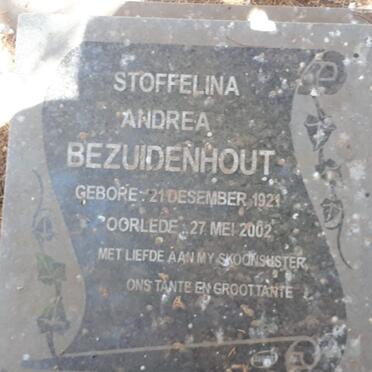 STOFFELINA
ANDREA
BEZUIDENHOUT
GEBORE : 21 DESEMBER 1921
OORLEDE : 27 MEI 2002
MET LIEFDE AAN MY SKOONSUSTER
ONS TANTE EN GROOTTANTE